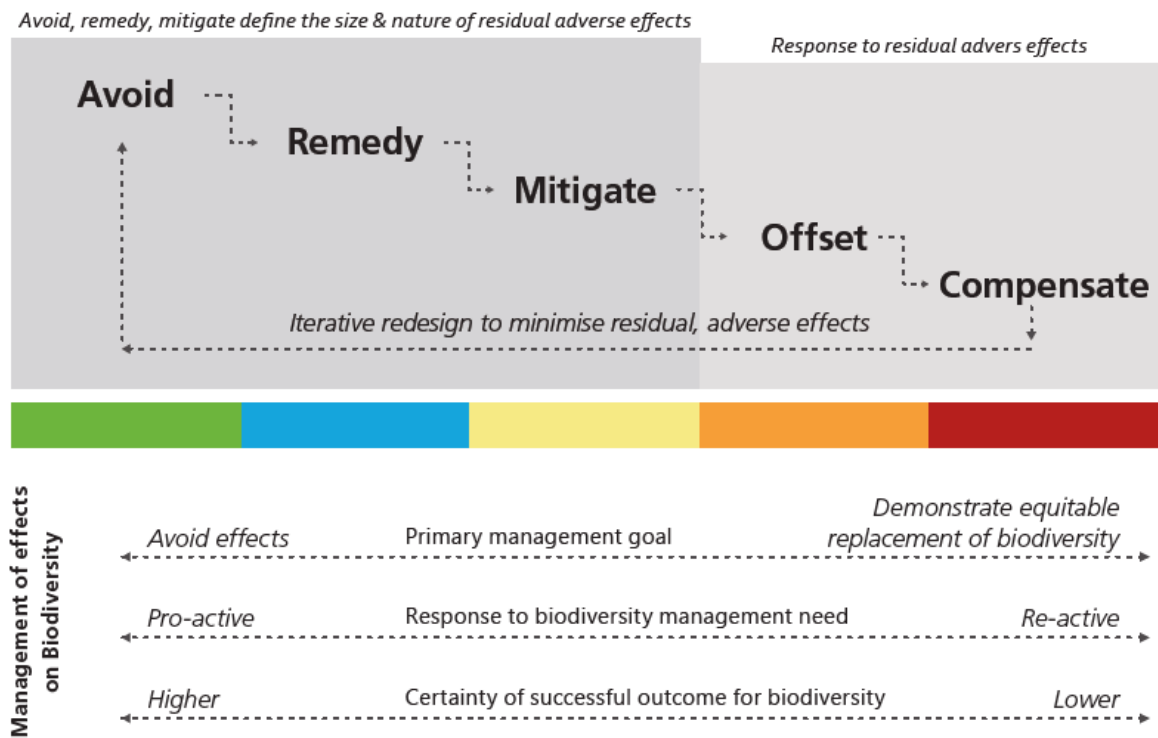 Avoid, remedy, mitigate define the size & nature of residual adverse effects
Response to residual advers effects
Avoid
Remedy
Mitigate
Offset
Compensate
Iterative redesign to minimise residual, adverse effects
Management of effects
on Biodiversity
Avoid effects
Primary management goal
Demonstrate equitable
replacement of biodiversity
Pro-active
Response to biodiversity management need
Re-active
Higher
Certainty of successful outcome for biodiversity
Lower